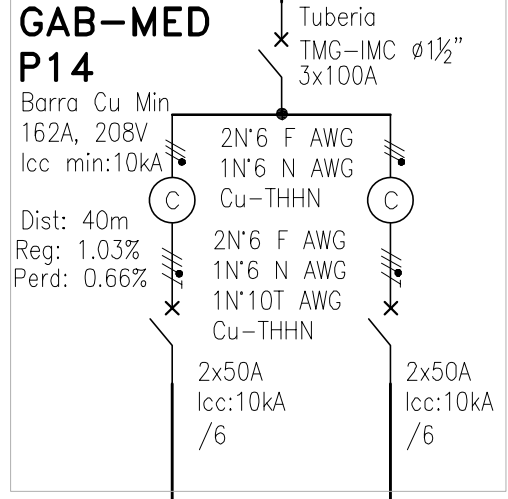 GAB-MED
P14
Barra Cu Min
162A, 208V
Icc min:10kA
Dist: 40m
Reg: 1.03%
Perd: 0.66%
Tuberia
TMG-IMC ø1½"
3x100A
2N°6 F AWG
1N°6 N AWG
Cu-THHN
C
C
2N°6 F AWG
1N°6 N AWG
1N°10T AWG
Cu-THHN
2x50A
Icc:10kA
/6
2x50A
Icc:10kA
/6